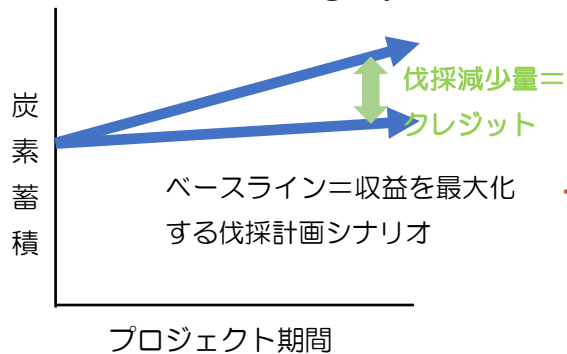 伐採減少量＝
クレジット
炭
素
蓄
積
ベースライン＝収益を最大化
する伐採計画シナリオ
プロジェクト期間